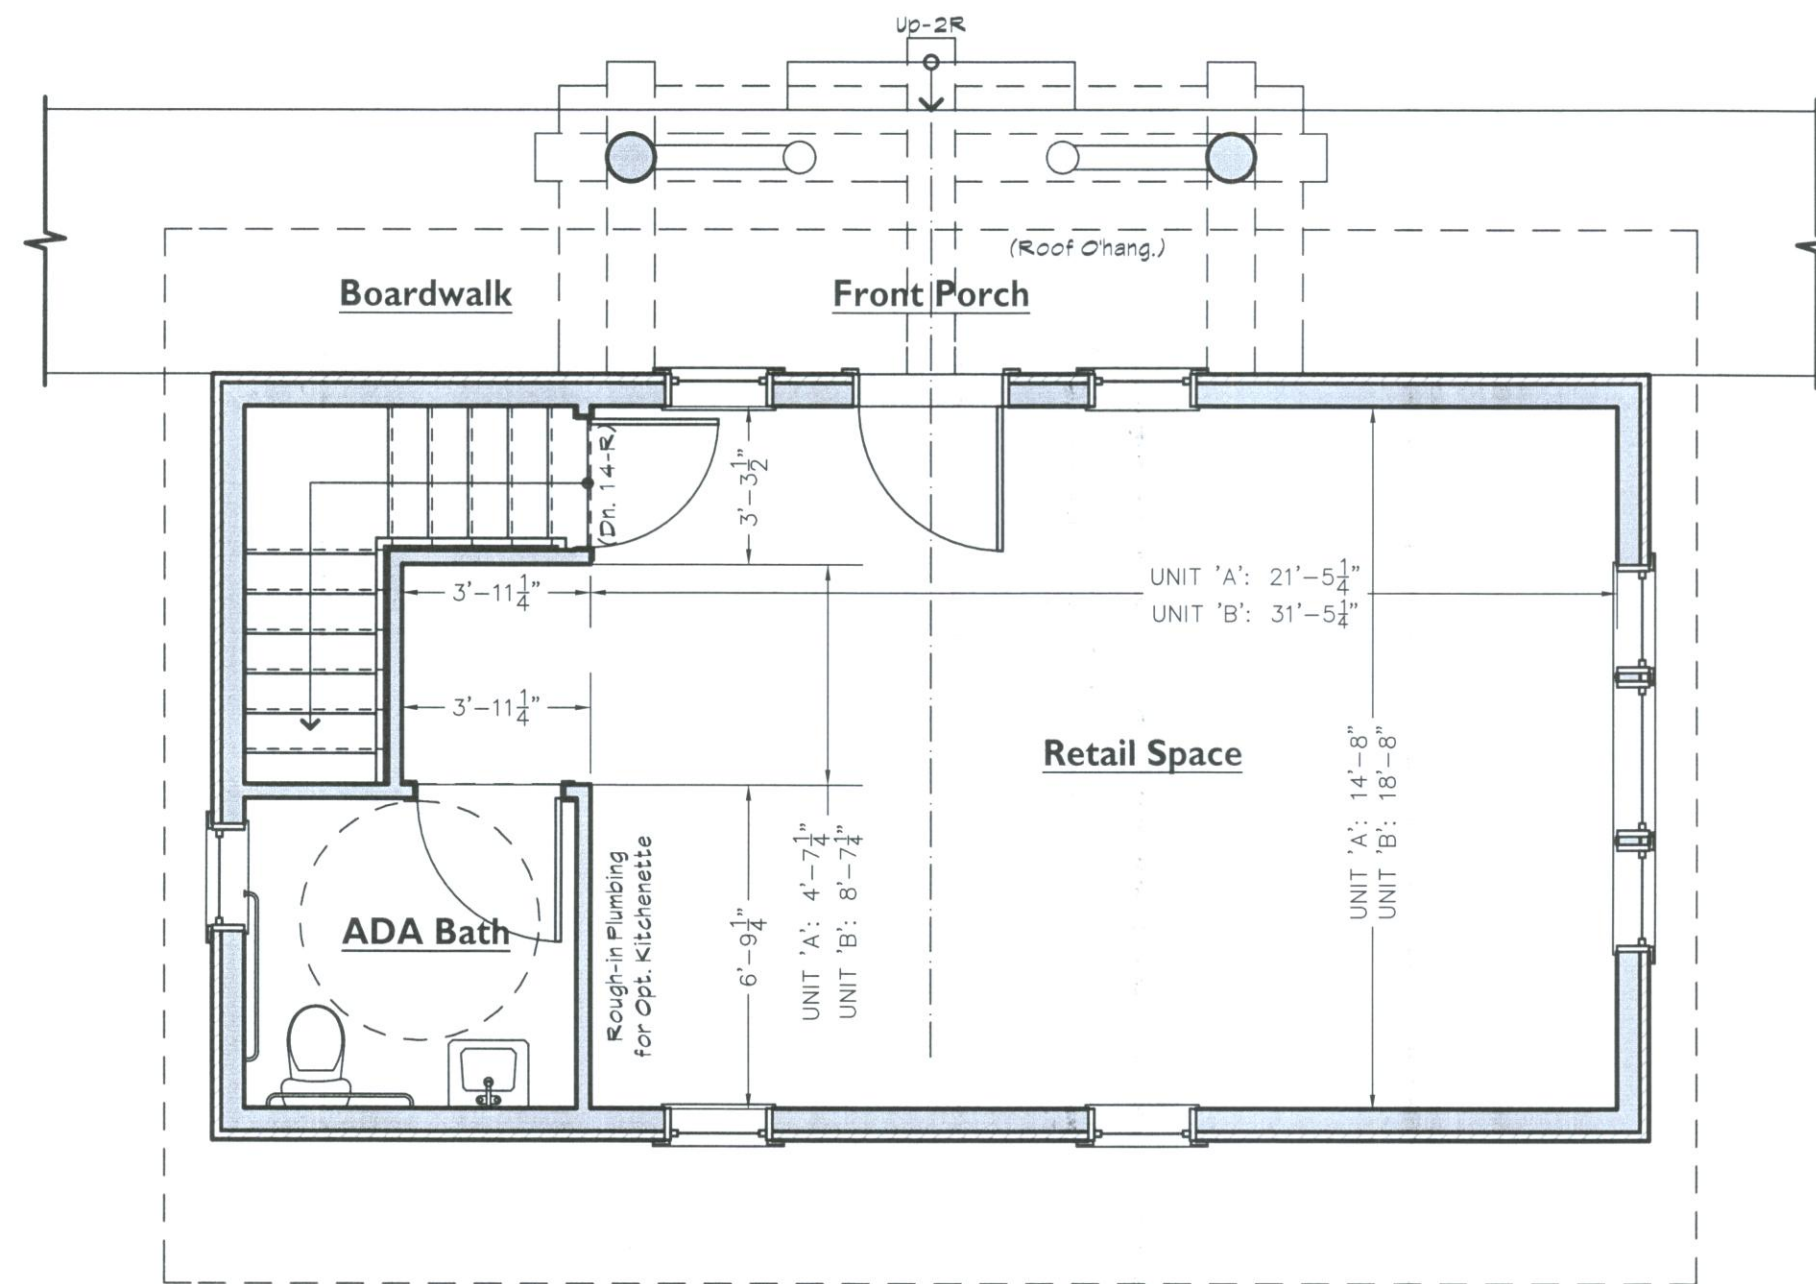 Up-2R
(Roof O'hang.)
Boardwalk
Front Porch
(Dn. 14-R)
3'-3½"
3'-11¼"
UNIT 'A': 21'-5¼"
UNIT 'B': 31'-5¼"
3'-11¼"
Retail Space
UNIT 'A': 14'-8"
UNIT 'B': 18'-8"
UNIT 'A': 4'-7¼"
UNIT 'B': 8'-7¼"
6'-9¼"
Rough-in Plumbing
for Opt. Kitchenette
ADA Bath